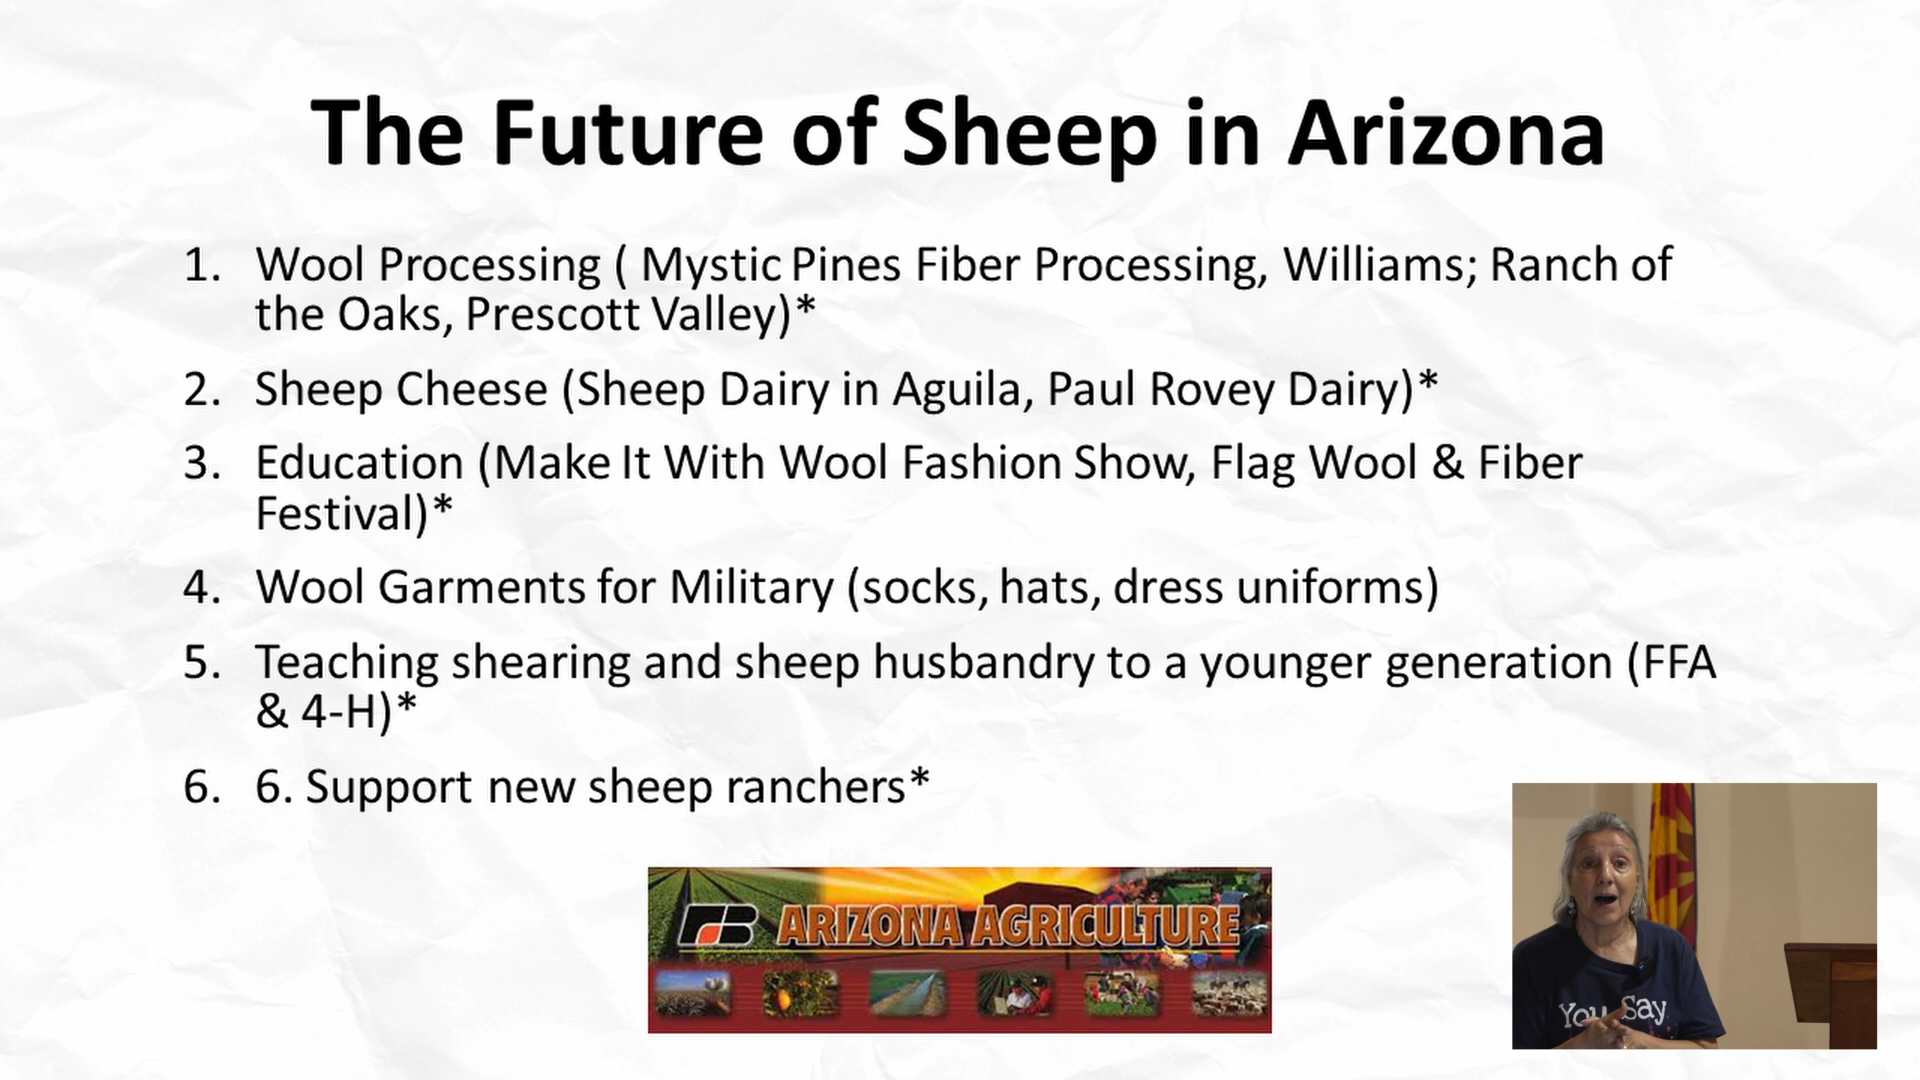 The Future of Sheep in Arizona
1. Wool Processing ( Mystic Pines Fiber Processing, Williams; Ranch of
the Oaks, Prescott Valley)*
2. Sheep Cheese (Sheep Dairy in Aguila, Paul Rovey Dairy)*
3. Education (Make It With Wool Fashion Show, Flag Wool & Fiber
Festival)*
4. Wool Garments for Military (socks, hats, dress uniforms)
5. Teaching shearing and sheep husbandry to a younger generation (FFA
& 4-H)*
6. 6. Support new sheep ranchers*
FB ARIZONA AGRICULTURE
You Say